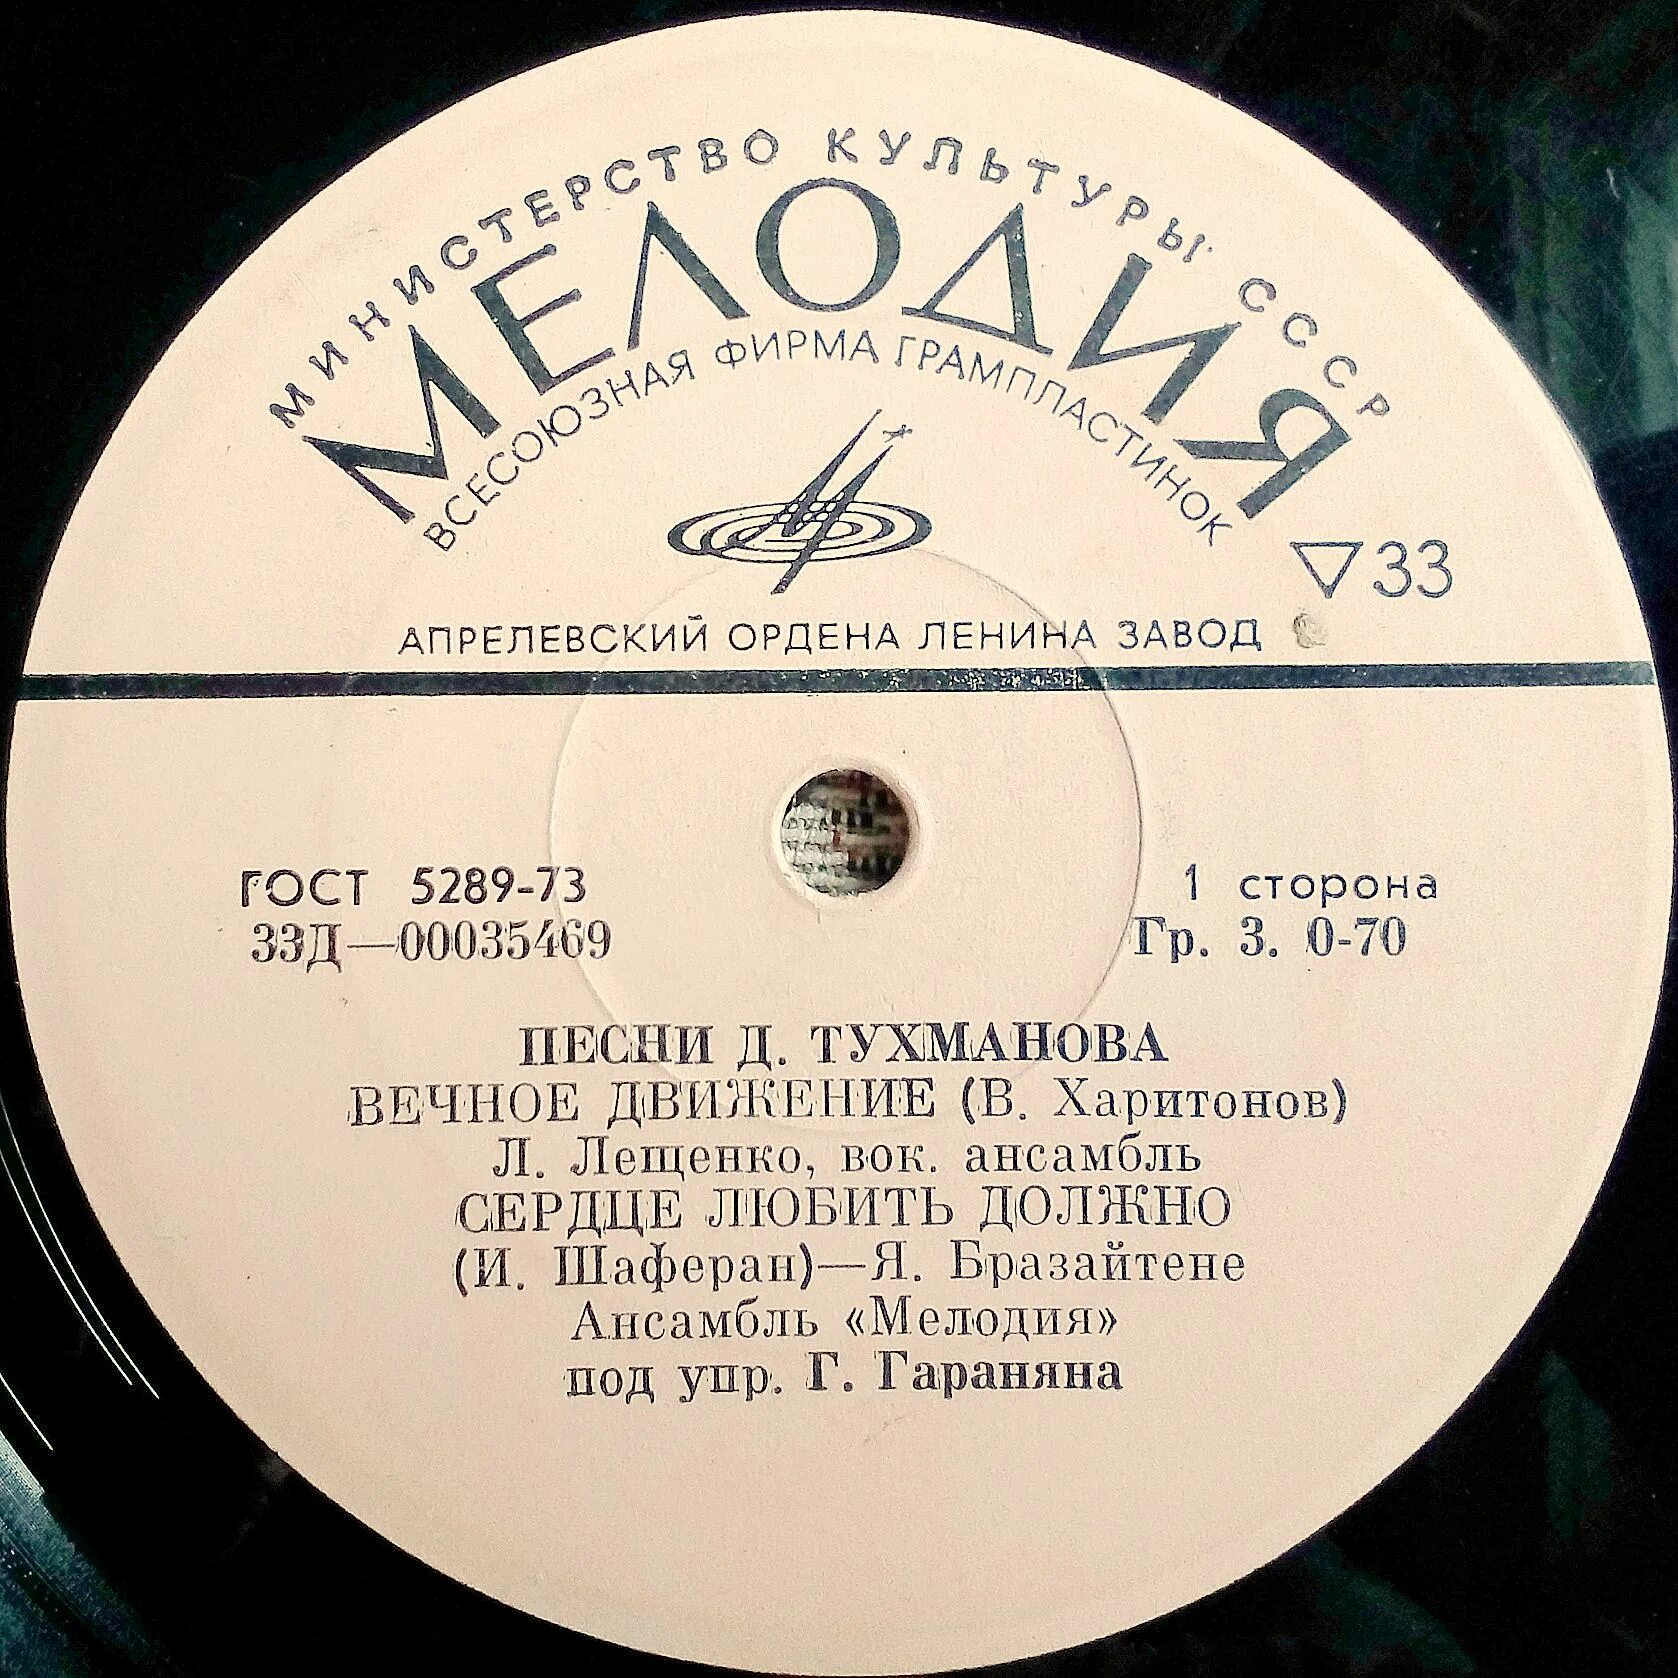 МИНИСТЕРСТВО КУЛЬТУРЫ СССР
МЕЛОДИЯ
ВСЕСОЮЗНАЯ ФИРМА ГРАМПЛАСТИНОК
33
АПРЕЛЕВСКИЙ ОРДЕНА ЛЕНИНА ЗАВОД
ГОСТ 5289-73
33Д—00035469
1 сторона
Гр. 3. 0-70
ПЕСНИ Д. ТУХМАНОВА
ВЕЧНОЕ ДВИЖЕНИЕ (В. Харитонов)
Л. Лещенко, вок. ансамбль
СЕРДЦЕ ЛЮБИТЬ ДОЛЖНО
(И. Шаферан)—Я. Бразайтене
Ансамбль «Мелодия»
под упр. Г. Гараняна